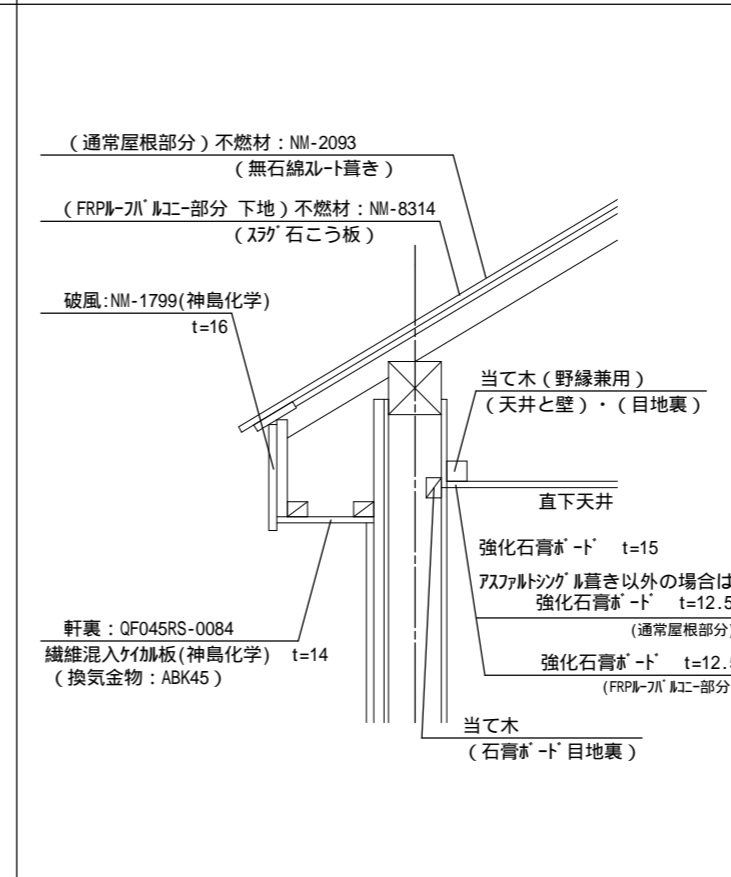 （通常屋根部分）不燃材：NM-2093
（無石綿ｽﾚｰﾄ葺き）
（FRPﾙｰﾌﾊﾞﾙｺﾆｰ部分 下地）不燃材：NM-8314
（ｽﾗｸﾞ石こう板）
破風:NM-1799(神島化学)
t=16
当て木（野縁兼用）
（天井と壁）・（目地裏）
直下天井
強化石膏ﾎﾞｰﾄﾞ t=15
ｱｽﾌｧﾙﾄｼﾝｸﾞﾙ葺き以外の場合は
強化石膏ﾎﾞｰﾄﾞ t=12.5
(通常屋根部分)
強化石膏ﾎﾞｰﾄﾞ t=12.5
(FRPﾙｰﾌﾊﾞﾙｺﾆｰ部分
軒裏：QF045RS-0084
繊維混入ｹｲｶﾙ板(神島化学) t=14
（換気金物：ABK45）
当て木
（石膏ﾎﾞｰﾄﾞ目地裏）